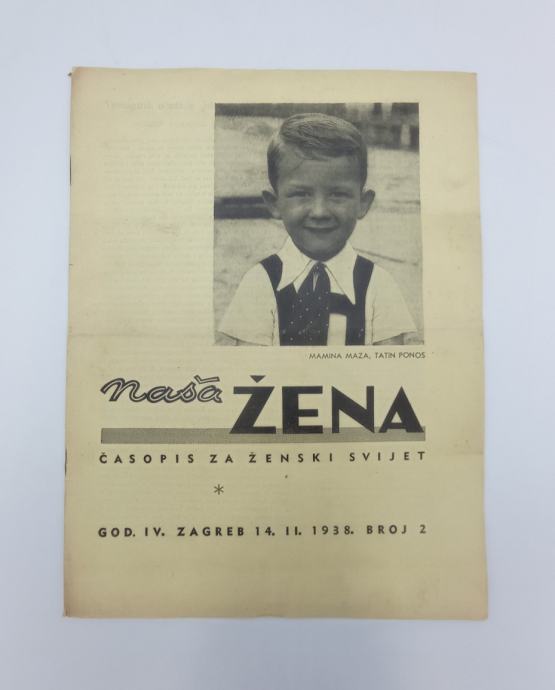 MAMINA MAZA, TATIN PONOS
naša ŽENA
ČASOPIS ZA ŽENSKI SVIJET
*
GOD. IV. ZAGREB 14. II. 1938. BROJ 2